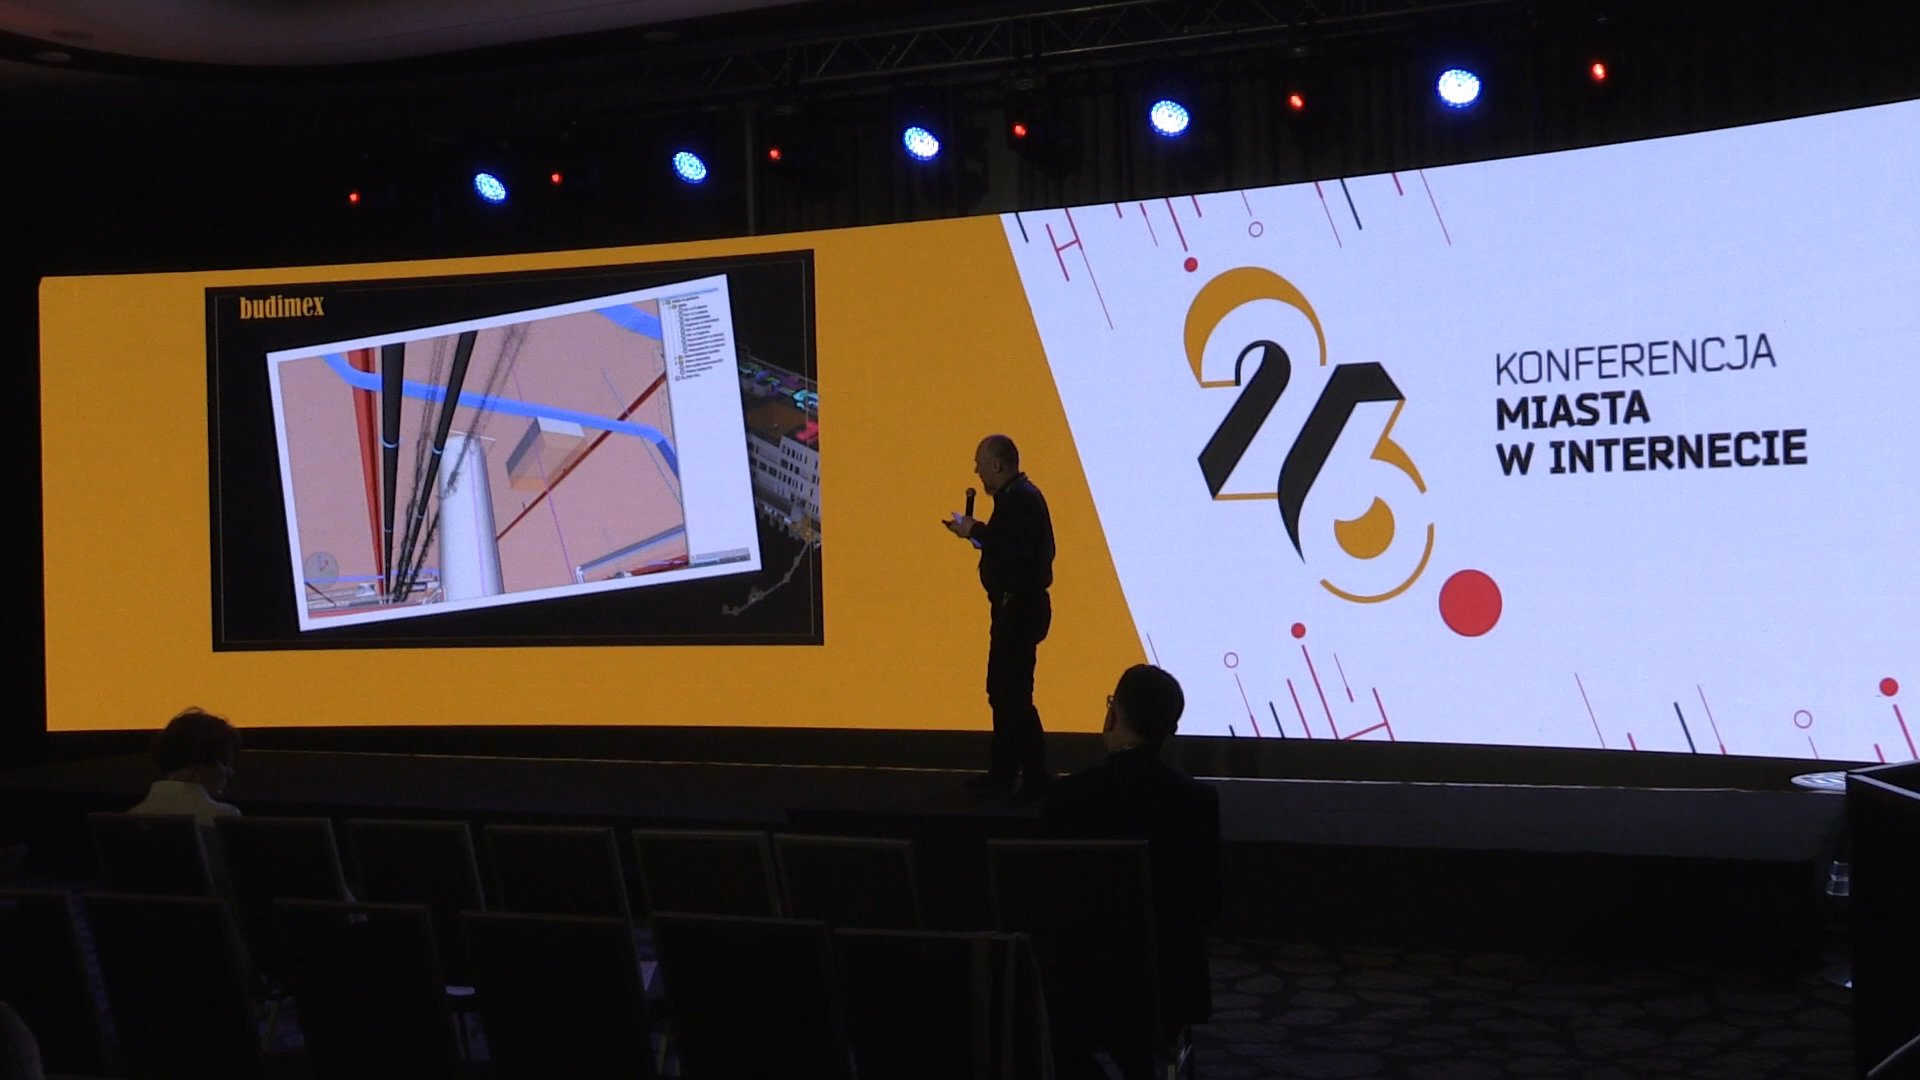 budimex
26
KONFERENCJA
MIASTA
W INTERNECIE